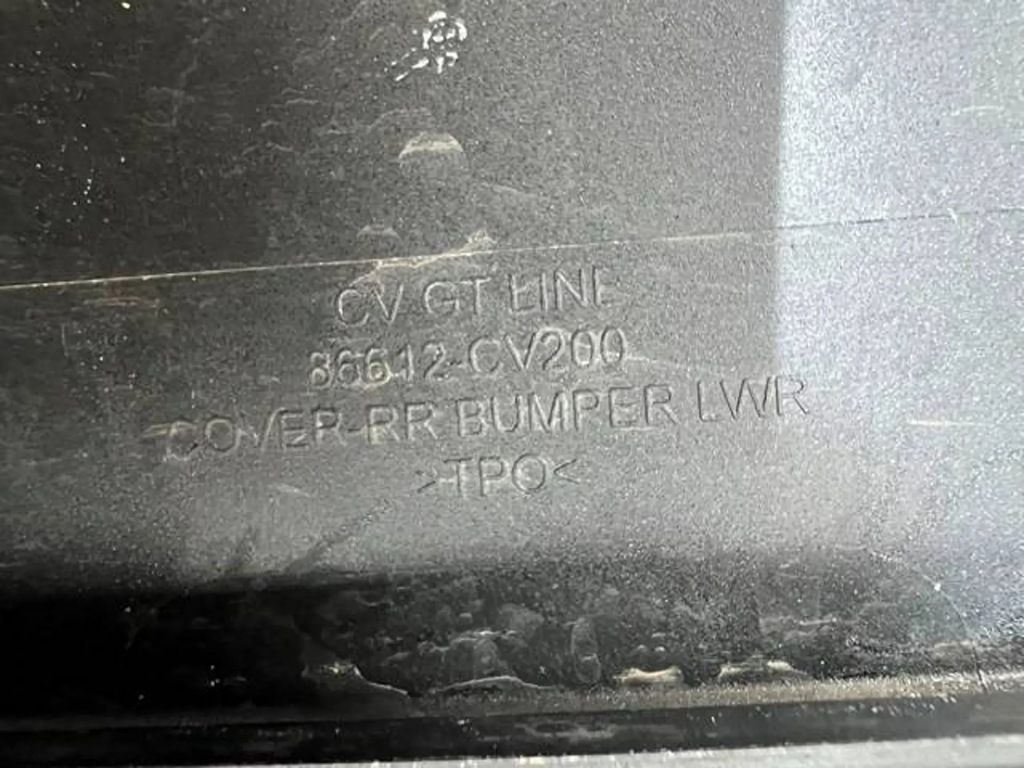 CV GT LINE
86612-CV200
COVER-RR BUMPER LWR
>TPO<